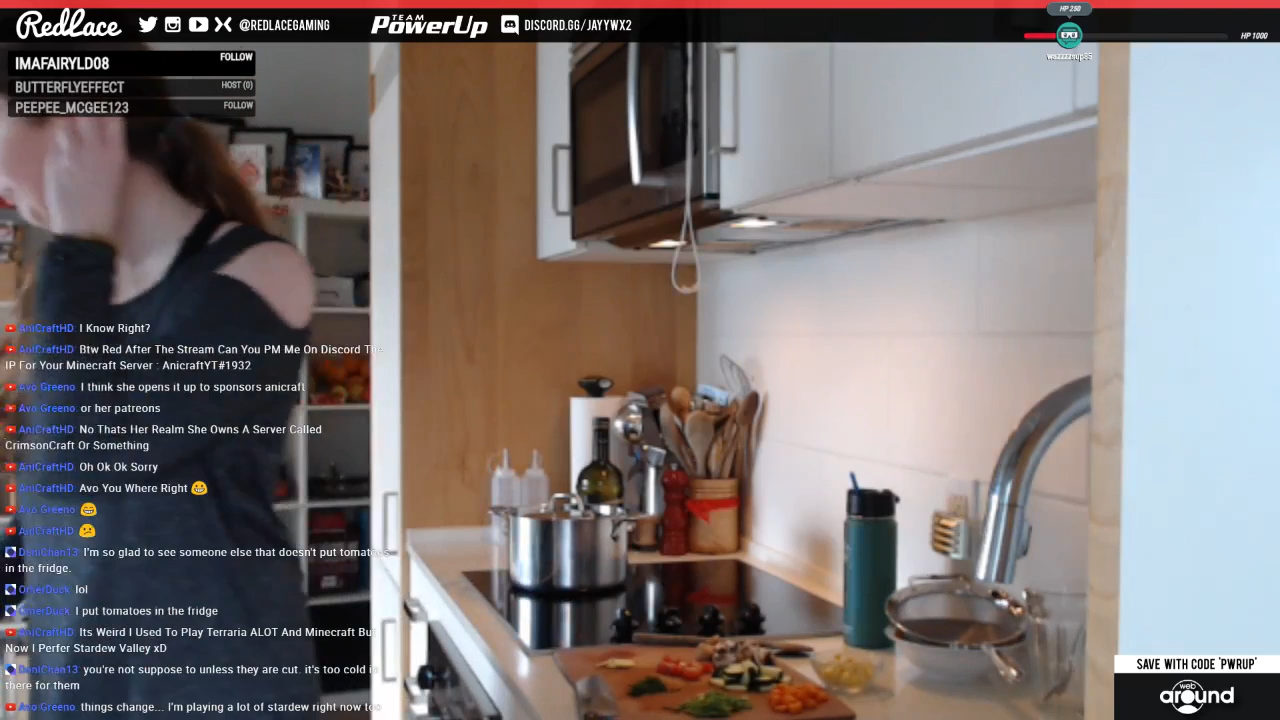 RedLace
@REDLACEGAMING
TEAM
PowerUp
DISCORD.GG/JAYYWX2
HP 250
HP 1000
wazzzzsup85
IMAFAIRYLD08 FOLLOW
BUTTERFLYEFFECT HOST (0)
PEEPEE_MCGEE123 FOLLOW
AniCraftHD: I Know Right?
AniCraftHD: Btw Red After The Stream Can You PM Me On Discord The
IP For Your Minecraft Server : AnicraftYT#1932
Avo Greeno: I think she opens it up to sponsors anicraft
Avo Greeno: or her patreons
AniCraftHD: No Thats Her Realm She Owns A Server Called
CrimsonCraft Or Something
AniCraftHD: Oh Ok Ok Sorry
AniCraftHD: Avo You Where Right 😬
Avo Greeno: 😄
AniCraftHD: 😕
DaniChan13: I'm so glad to see someone else that doesn't put tomatoes
in the fridge.
OmerDuck: lol
OmerDuck: I put tomatoes in the fridge
AniCraftHD: Its Weird I Used To Play Terraria ALOT And Minecraft But
Now I Perfer Stardew Valley xD
DaniChan13: you're not suppose to unless they are cut. it's too cold in
there for them
Avo Greeno: things change... I'm playing a lot of stardew right now too
SAVE WITH CODE 'PWRUP'
web
around